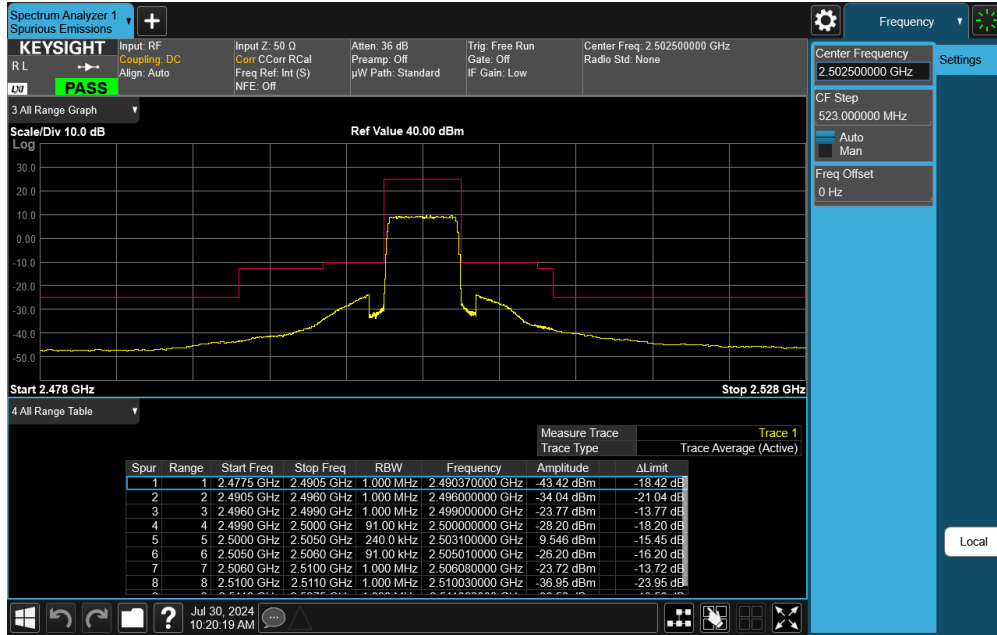 Spectrum Analyzer 1
Spurious Emissions
+
Frequency
KEYSIGHT
R L
LXI
PASS
Input: RF
Coupling: DC
Align: Auto
Input Z: 50 Ω
Corr CCorr RCal
Freq Ref: Int (S)
NFE: Off
Atten: 36 dB
Preamp: Off
µW Path: Standard
Trig: Free Run
Gate: Off
IF Gain: Low
Center Freq: 2.502500000 GHz
Radio Std: None
Center Frequency
2.502500000 GHz
Settings
CF Step
523.000000 MHz
Auto
Man
Freq Offset
0 Hz
3 All Range Graph
Scale/Div 10.0 dB
Ref Value 40.00 dBm
Log
30.0
20.0
10.0
0.00
-10.0
-20.0
-30.0
-40.0
-50.0
Start 2.478 GHz
Stop 2.528 GHz
4 All Range Table
Measure Trace Trace 1
Trace Type Trace Average (Active)
Spur Range Start Freq Stop Freq RBW Frequency Amplitude ΔLimit
1 1 2.4775 GHz 2.4905 GHz 1.000 MHz 2.490370000 GHz -43.42 dBm -18.42 dB
2 2 2.4905 GHz 2.4960 GHz 1.000 MHz 2.496000000 GHz -34.04 dBm -21.04 dB
3 3 2.4960 GHz 2.4990 GHz 1.000 MHz 2.499000000 GHz -23.77 dBm -13.77 dB
4 4 2.4990 GHz 2.5000 GHz 91.00 kHz 2.500000000 GHz -28.20 dBm -18.20 dB
5 5 2.5000 GHz 2.5050 GHz 240.0 kHz 2.503100000 GHz 9.546 dBm -15.45 dB
6 6 2.5050 GHz 2.5060 GHz 91.00 kHz 2.505010000 GHz -26.20 dBm -16.20 dB
7 7 2.5060 GHz 2.5100 GHz 1.000 MHz 2.506080000 GHz -23.72 dBm -13.72 dB
8 8 2.5100 GHz 2.5110 GHz 1.000 MHz 2.510030000 GHz -36.95 dBm -23.95 dB
Local
?
Jul 30, 2024
10:20:19 AM